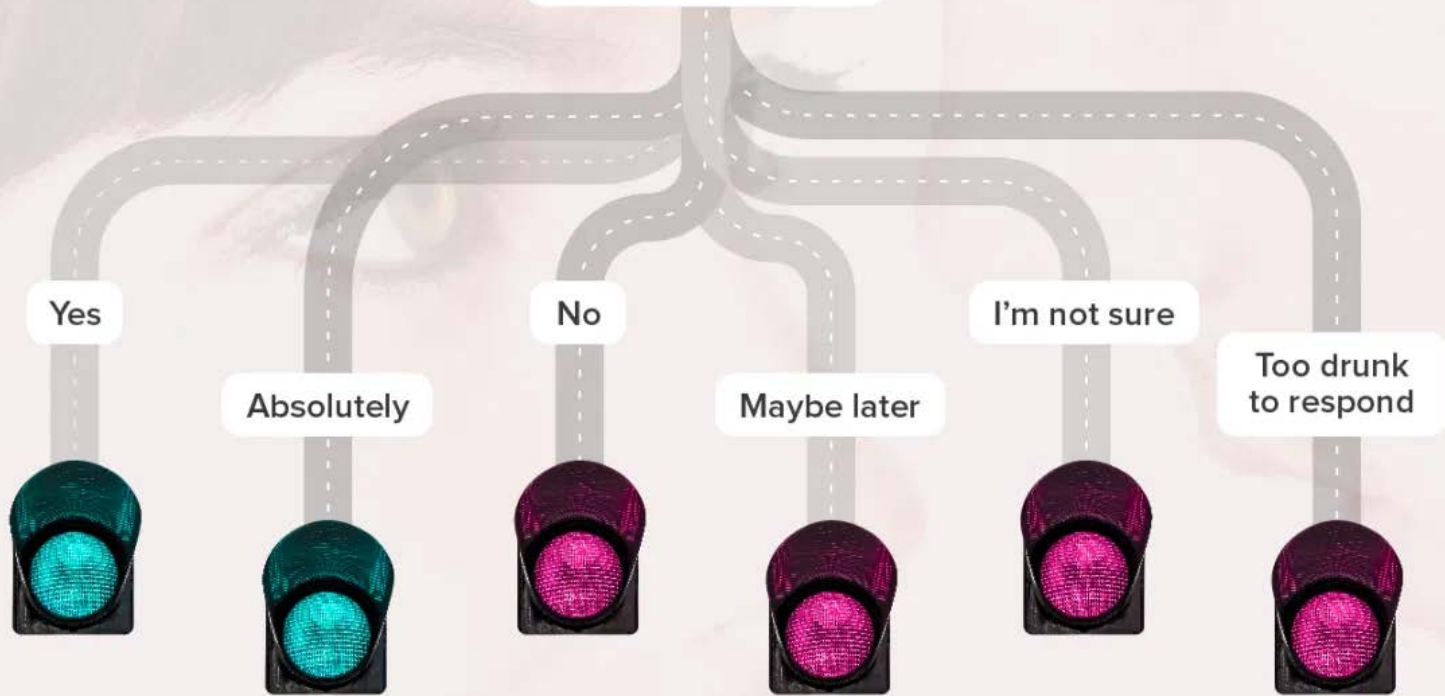 Yes
Absolutely
No
Maybe later
I'm not sure
Too drunk
to respond